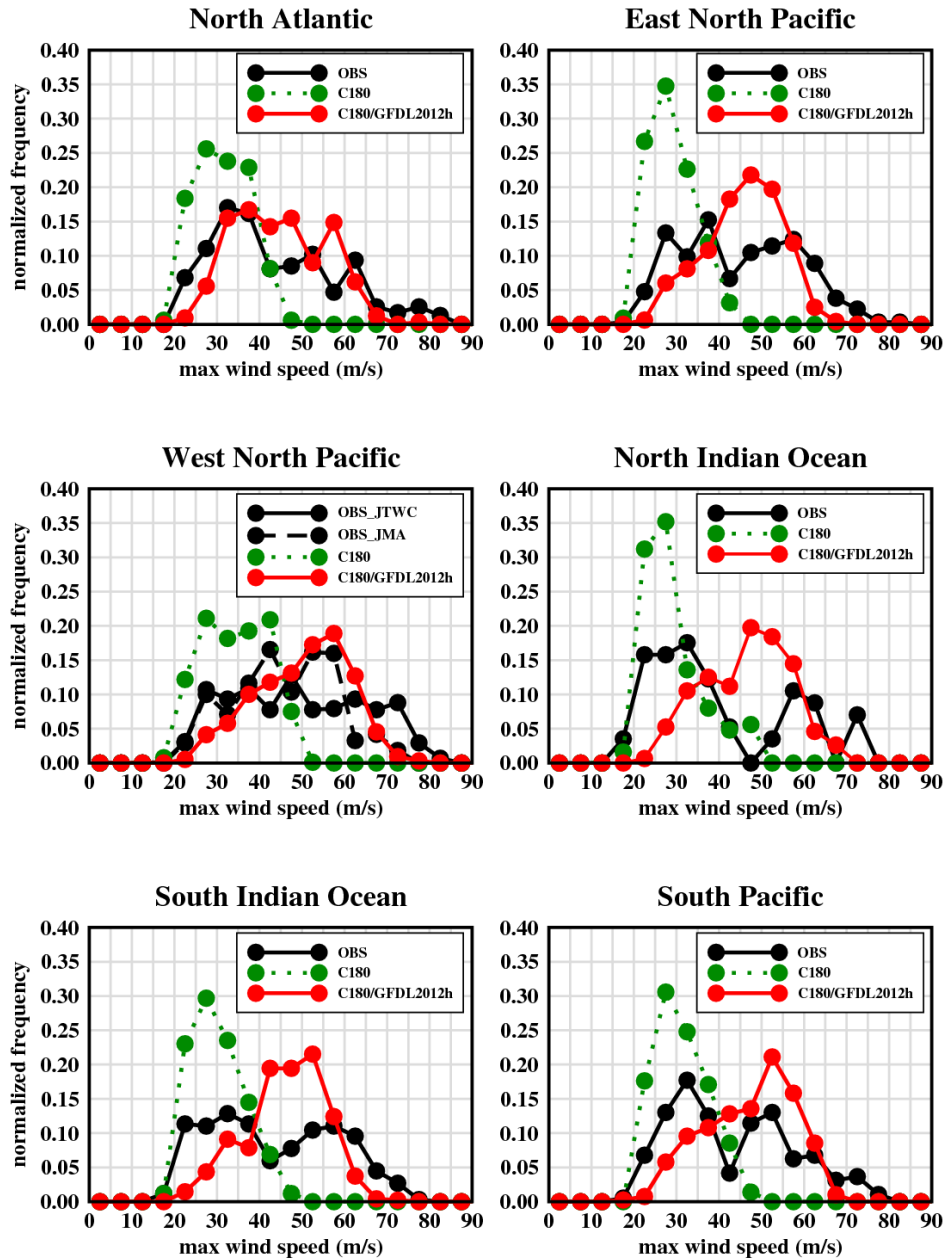 North Atlantic
normalized frequency
0.40
0.35
0.30
0.25
0.20
0.15
0.10
0.05
0.00
OBS
C180
C180/GFDL2012h
0 10 20 30 40 50 60 70 80 90
max wind speed (m/s)
East North Pacific
0.40
0.35
0.30
0.25
0.20
0.15
0.10
0.05
0.00
OBS
C180
C180/GFDL2012h
0 10 20 30 40 50 60 70 80 90
max wind speed (m/s)
West North Pacific
normalized frequency
0.40
0.35
0.30
0.25
0.20
0.15
0.10
0.05
0.00
OBS_JTWC
OBS_JMA
C180
C180/GFDL2012h
0 10 20 30 40 50 60 70 80 90
max wind speed (m/s)
North Indian Ocean
0.40
0.35
0.30
0.25
0.20
0.15
0.10
0.05
0.00
OBS
C180
C180/GFDL2012h
0 10 20 30 40 50 60 70 80 90
max wind speed (m/s)
South Indian Ocean
normalized frequency
0.40
0.35
0.30
0.25
0.20
0.15
0.10
0.05
0.00
OBS
C180
C180/GFDL2012h
0 10 20 30 40 50 60 70 80 90
max wind speed (m/s)
South Pacific
0.40
0.35
0.30
0.25
0.20
0.15
0.10
0.05
0.00
OBS
C180
C180/GFDL2012h
0 10 20 30 40 50 60 70 80 90
max wind speed (m/s)